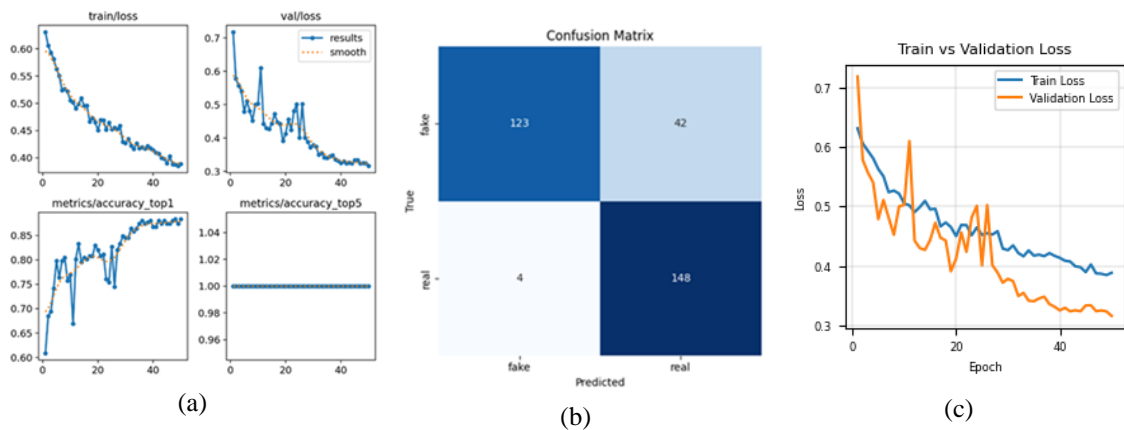 train/loss
0.60
0.55
0.50
0.45
0.40
0 20 40
val/loss
results
smooth
0.7
0.6
0.5
0.4
0.3
0 20 40
metrics/accuracy_top1
0.85
0.80
0.75
0.70
0.65
0.60
0 20 40
metrics/accuracy_top5
1.04
1.02
1.00
0.98
0.96
0 20 40
(a)
Confusion Matrix
True
fake
real
123 42
4 148
fake real
Predicted
(b)
Train vs Validation Loss
Train Loss
Validation Loss
Loss
0.7
0.6
0.5
0.4
0.3
0 20 40
Epoch
(c)